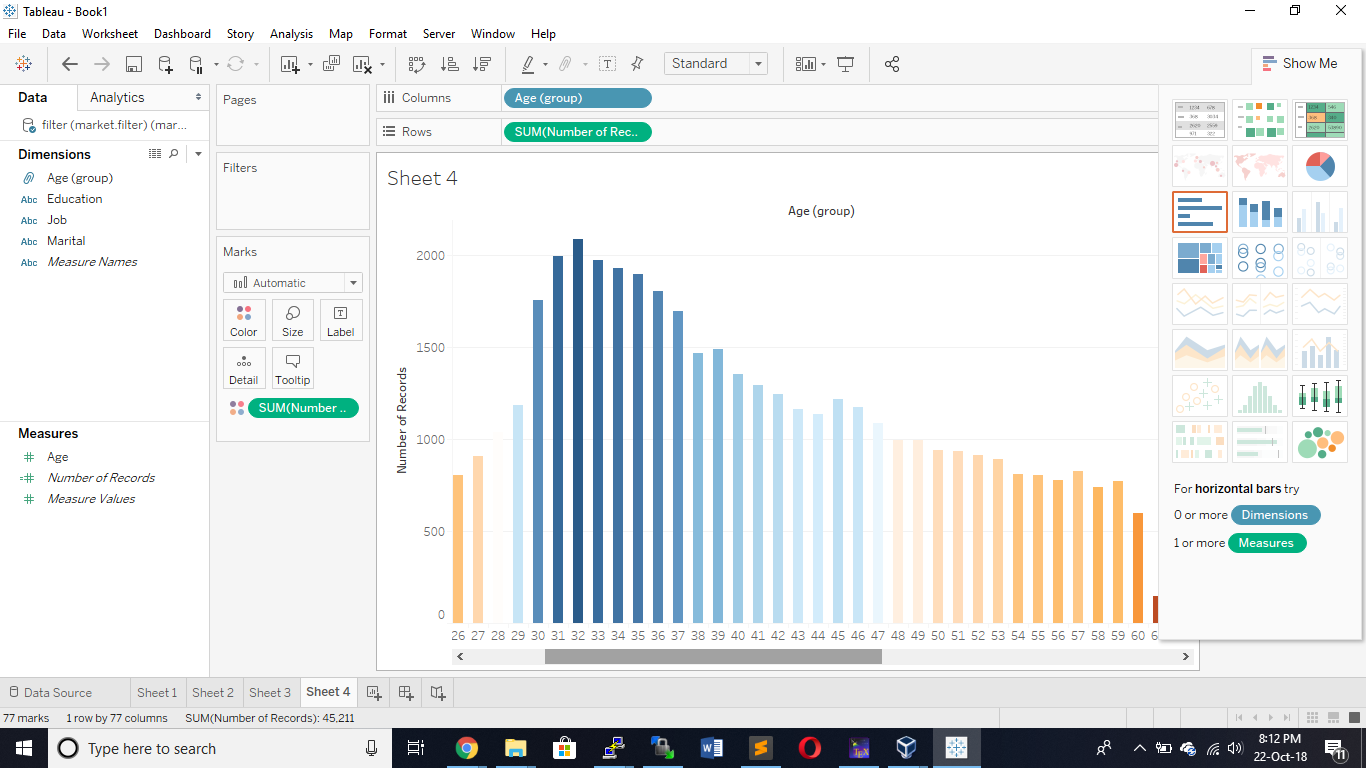 Tableau - Book1
File Data Worksheet Dashboard Story Analysis Map Format Server Window Help
Standard
Show Me
Data Analytics
filter (market.filter) (mar...
Dimensions
Age (group)
Abc Education
Abc Job
Abc Marital
Abc Measure Names
Measures
Age
Number of Records
Measure Values
Pages
Filters
Marks
Automatic
Color Size Label
Detail Tooltip
SUM(Number ..
Columns Age (group)
Rows SUM(Number of Rec..
Sheet 4
Age (group)
Number of Records
2000
1500
1000
500
0
26 27 28 29 30 31 32 33 34 35 36 37 38 39 40 41 42 43 44 45 46 47 48 49 50 51 52 53 54 55 56 57 58 59 60
For horizontal bars try
0 or more Dimensions
1 or more Measures
Data Source Sheet 1 Sheet 2 Sheet 3 Sheet 4
77 marks 1 row by 77 columns SUM(Number of Records): 45,211
Type here to search
8:12 PM
22-Oct-18
11